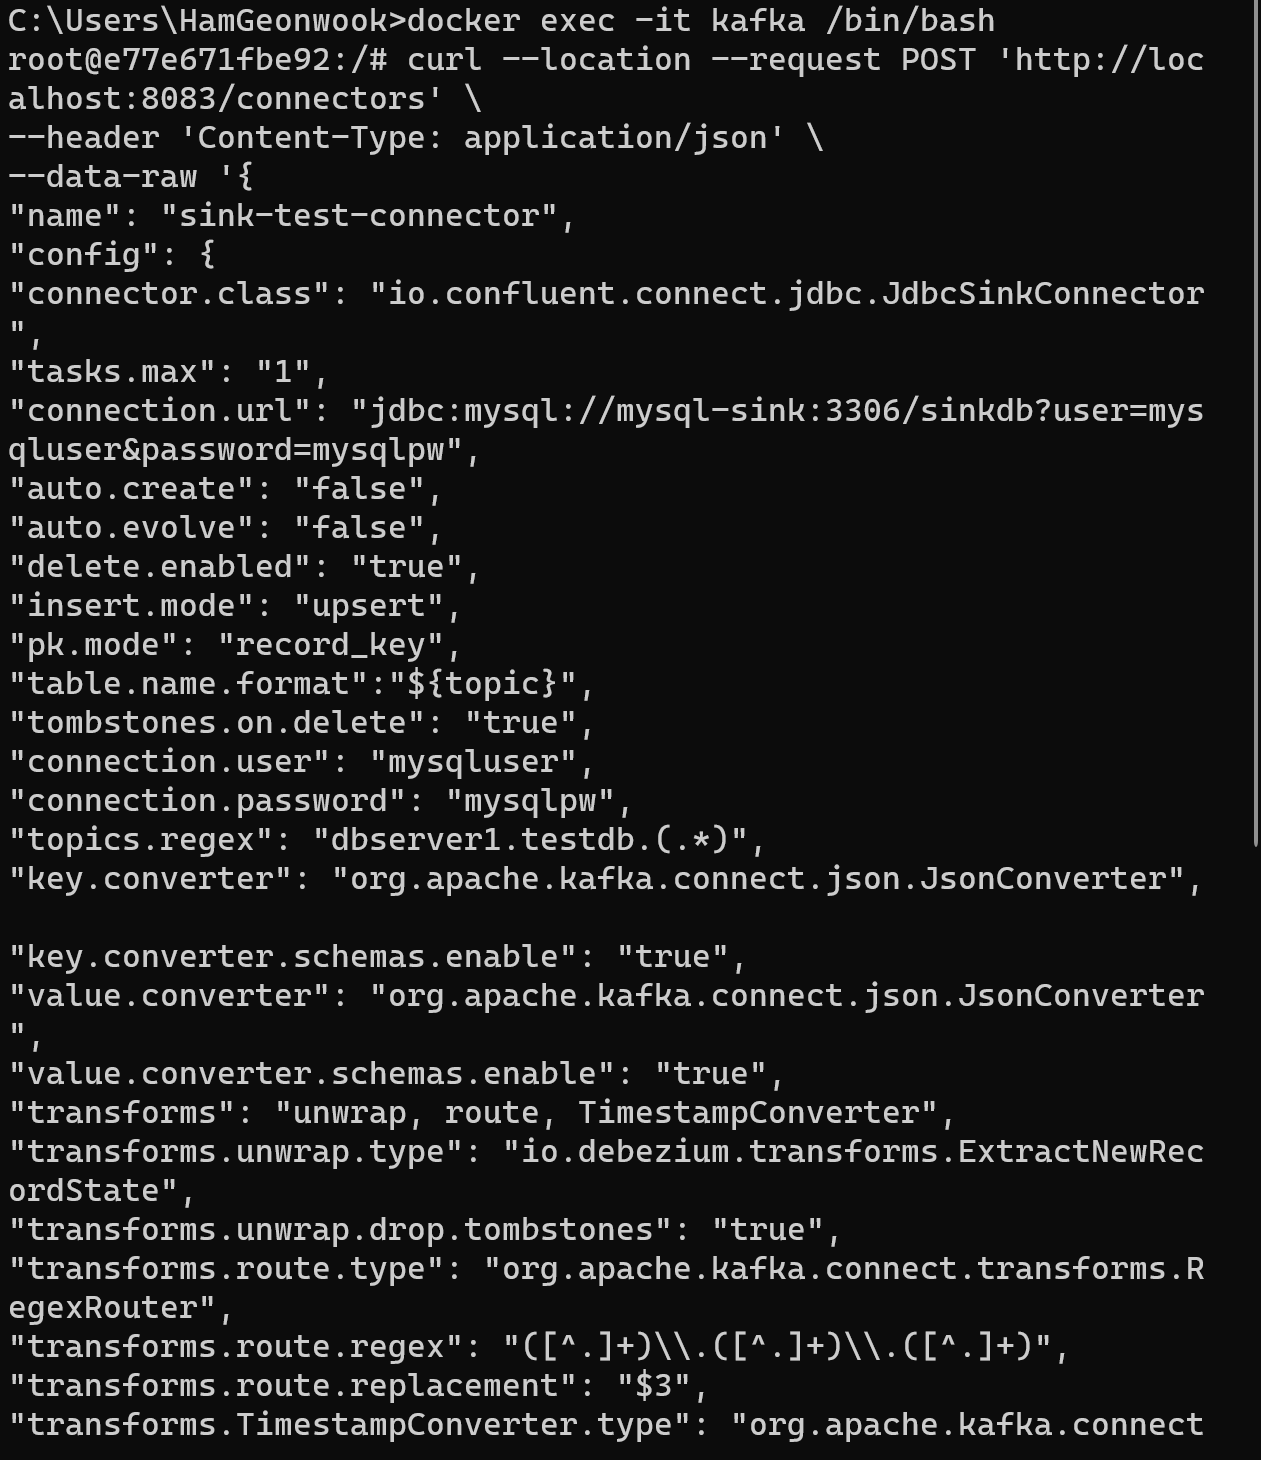 C:\Users\HamGeonwook>docker exec -it kafka /bin/bash
root@e77e671fbe92:/# curl --location --request POST 'http://loc
alhost:8083/connectors' \
--header 'Content-Type: application/json' \
--data-raw '{
"name": "sink-test-connector",
"config": {
"connector.class": "io.confluent.connect.jdbc.JdbcSinkConnector
",
"tasks.max": "1",
"connection.url": "jdbc:mysql://mysql-sink:3306/sinkdb?user=mys
qluser&password=mysqlpw",
"auto.create": "false",
"auto.evolve": "false",
"delete.enabled": "true",
"insert.mode": "upsert",
"pk.mode": "record_key",
"table.name.format":"${topic}",
"tombstones.on.delete": "true",
"connection.user": "mysqluser",
"connection.password": "mysqlpw",
"topics.regex": "dbserver1.testdb.(.*)",
"key.converter": "org.apache.kafka.connect.json.JsonConverter",
"key.converter.schemas.enable": "true",
"value.converter": "org.apache.kafka.connect.json.JsonConverter
",
"value.converter.schemas.enable": "true",
"transforms": "unwrap, route, TimestampConverter",
"transforms.unwrap.type": "io.debezium.transforms.ExtractNewRec
ordState",
"transforms.unwrap.drop.tombstones": "true",
"transforms.route.type": "org.apache.kafka.connect.transforms.R
egexRouter",
"transforms.route.regex": "([^.]+)\\.([^.]+)\\.([^.]+)",
"transforms.route.replacement": "$3",
"transforms.TimestampConverter.type": "org.apache.kafka.connect